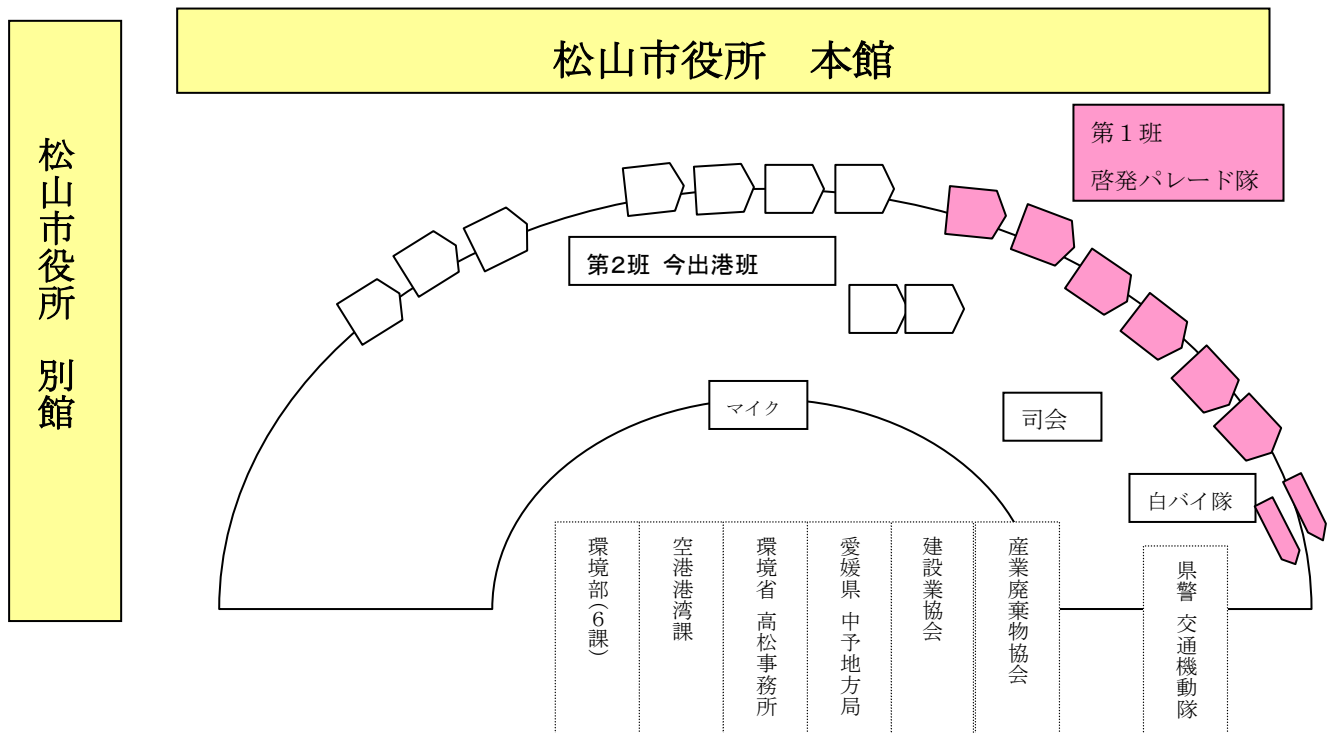 松山市役所　本館
松山市役所　別館
第１班
啓発パレード隊
第2班 今出港班
マイク
司会
白バイ隊
環境部(６課)
空港港湾課
環境省 高松事務所
愛媛県 中予地方局
建設業協会
産業廃棄物協会
県警 交通機動隊